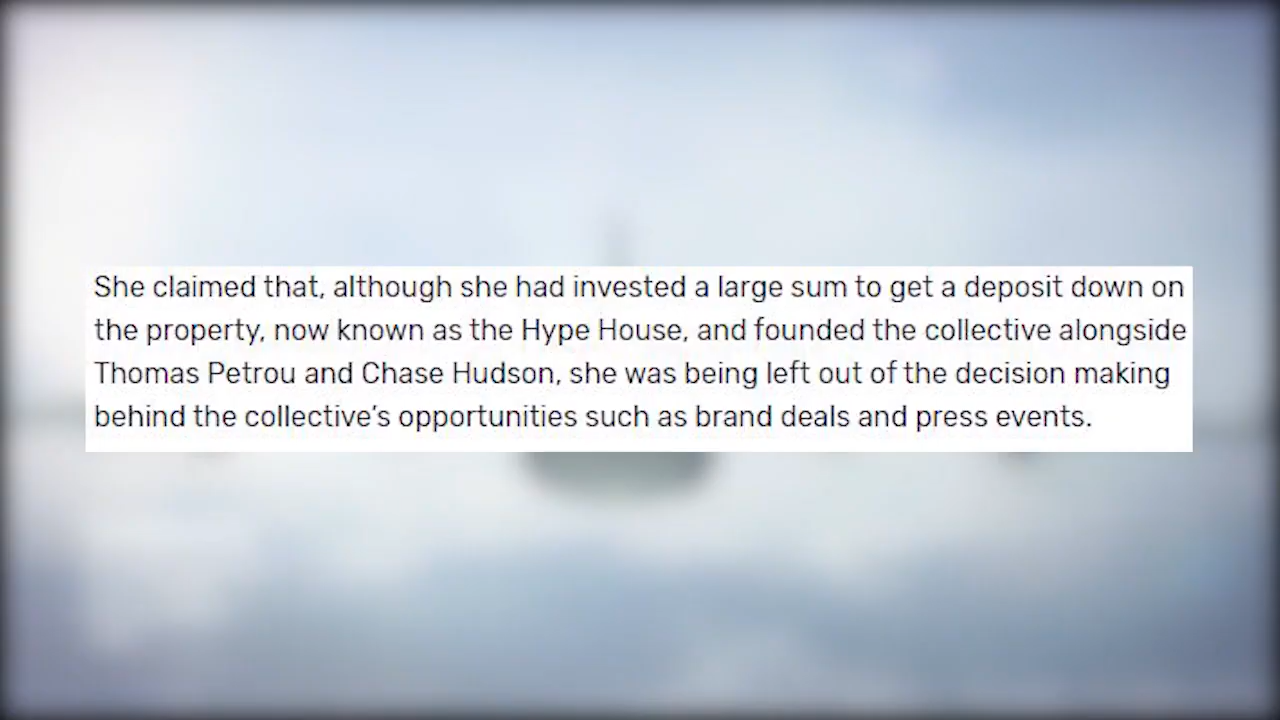 She claimed that, although she had invested a large sum to get a deposit down on
the property, now known as the Hype House, and founded the collective alongside
Thomas Petrou and Chase Hudson, she was being left out of the decision making
behind the collective’s opportunities such as brand deals and press events.